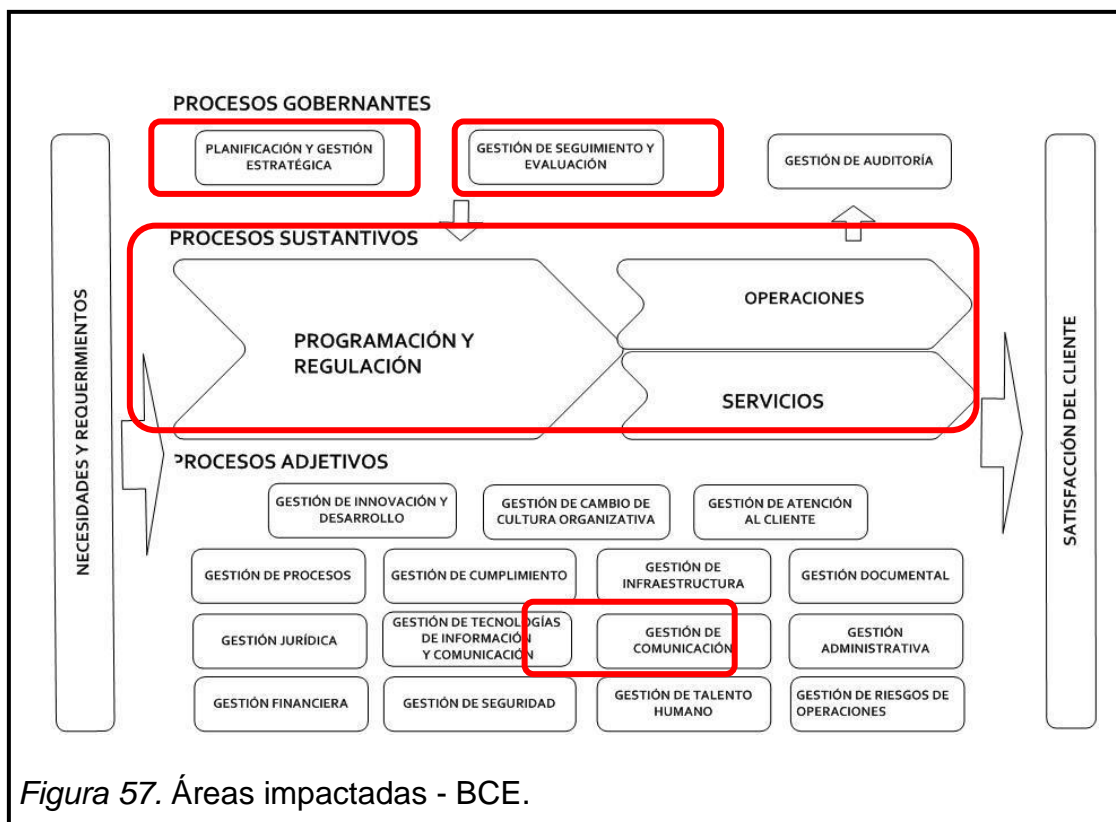 PROCESOS GOBERNANTES
PLANIFICACIÓN Y GESTIÓN
ESTRATÉGICA
GESTIÓN DE SEGUIMIENTO Y
EVALUACIÓN
GESTIÓN DE AUDITORÍA
NECESIDADES Y REQUERIMIENTOS
PROCESOS SUSTANTIVOS
PROGRAMACIÓN Y
REGULACIÓN
OPERACIONES
SERVICIOS
SATISFACCIÓN DEL CLIENTE
PROCESOS ADJETIVOS
GESTIÓN DE INNOVACIÓN Y
DESARROLLO
GESTIÓN DE CAMBIO DE
CULTURA ORGANIZATIVA
GESTIÓN DE ATENCIÓN
AL CLIENTE
GESTIÓN DE PROCESOS
GESTIÓN DE CUMPLIMIENTO
GESTIÓN DE
INFRAESTRUCTURA
GESTIÓN DOCUMENTAL
GESTIÓN JURÍDICA
GESTIÓN DE TECNOLOGÍAS
DE INFORMACIÓN
Y COMUNICACIÓN
GESTIÓN DE
COMUNICACIÓN
GESTIÓN
ADMINISTRATIVA
GESTIÓN FINANCIERA
GESTIÓN DE SEGURIDAD
GESTIÓN DE TALENTO
HUMANO
GESTIÓN DE RIESGOS DE
OPERACIONES
Figura 57. Áreas impactadas - BCE.